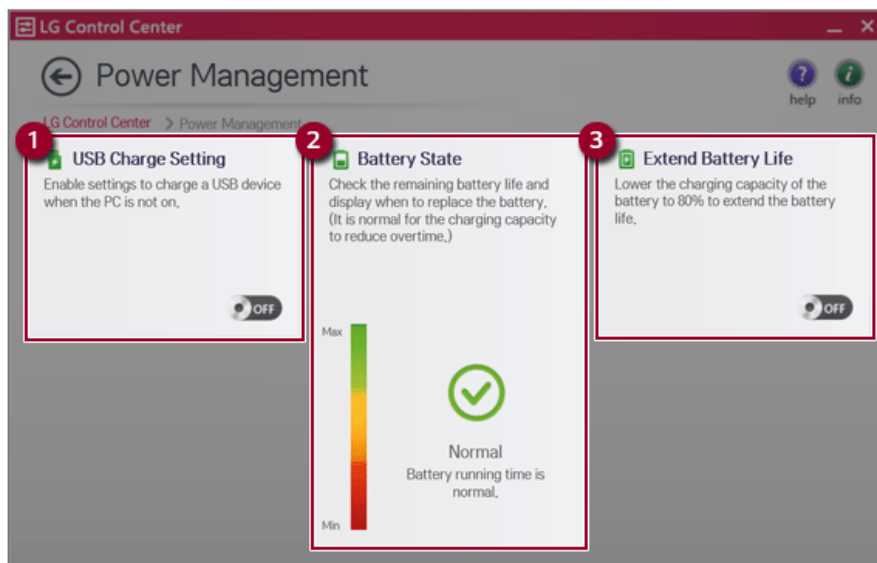 LG Control Center
Power Management
help
info
LG Control Center > Power Management
1
USB Charge Setting
Enable settings to charge a USB device
when the PC is not on.
OFF
2
Battery State
Check the remaining battery life and
display when to replace the battery.
(It is normal for the charging capacity
to reduce overtime.)
Max
Min
Normal
Battery running time is
normal.
3
Extend Battery Life
Lower the charging capacity of the
battery to 80% to extend the battery
life.
OFF